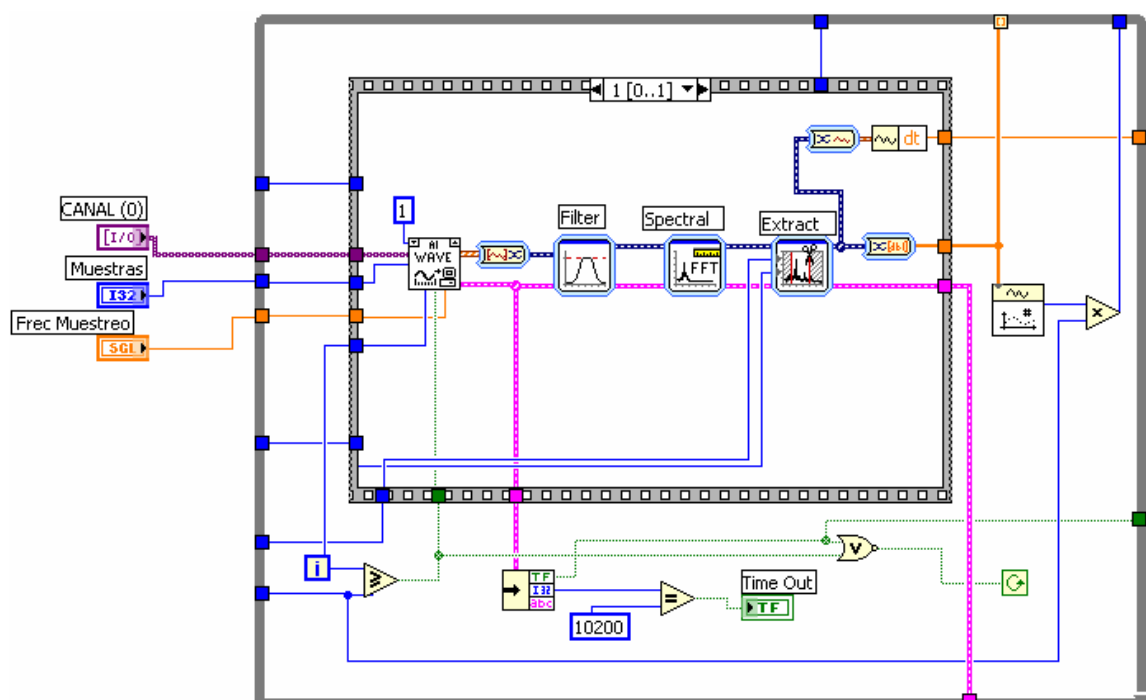 1 [0..1]
dt
CANAL (0)
[I/O]
1
Filter
Spectral
Extract
AI
WAVE
[ab]
FFT
Muestras
I32
Frec Muestreo
SGL
#
x
i
≥
V
TF
I32
abc
=
Time Out
TF
10200